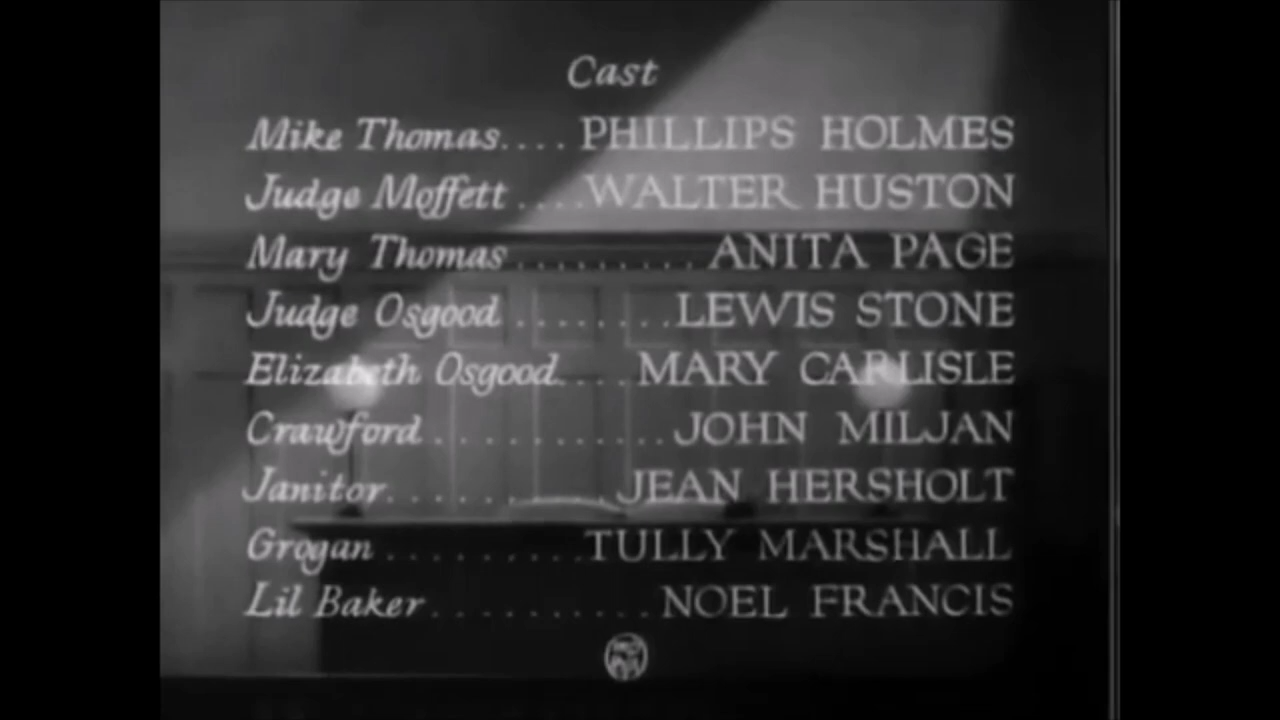 Cast
Mike Thomas.... PHILLIPS HOLMES
Judge Moffett ....WALTER HUSTON
Mary Thomas ..........ANITA PAGE
Judge Osgood ........LEWIS STONE
Elizabeth Osgood.... MARY CARLISLE
Crawford ............JOHN MILJAN
Janitor..........JEAN HERSHOLT
Grogan ..........TULLY MARSHALL
Lil Baker..........NOEL FRANCIS